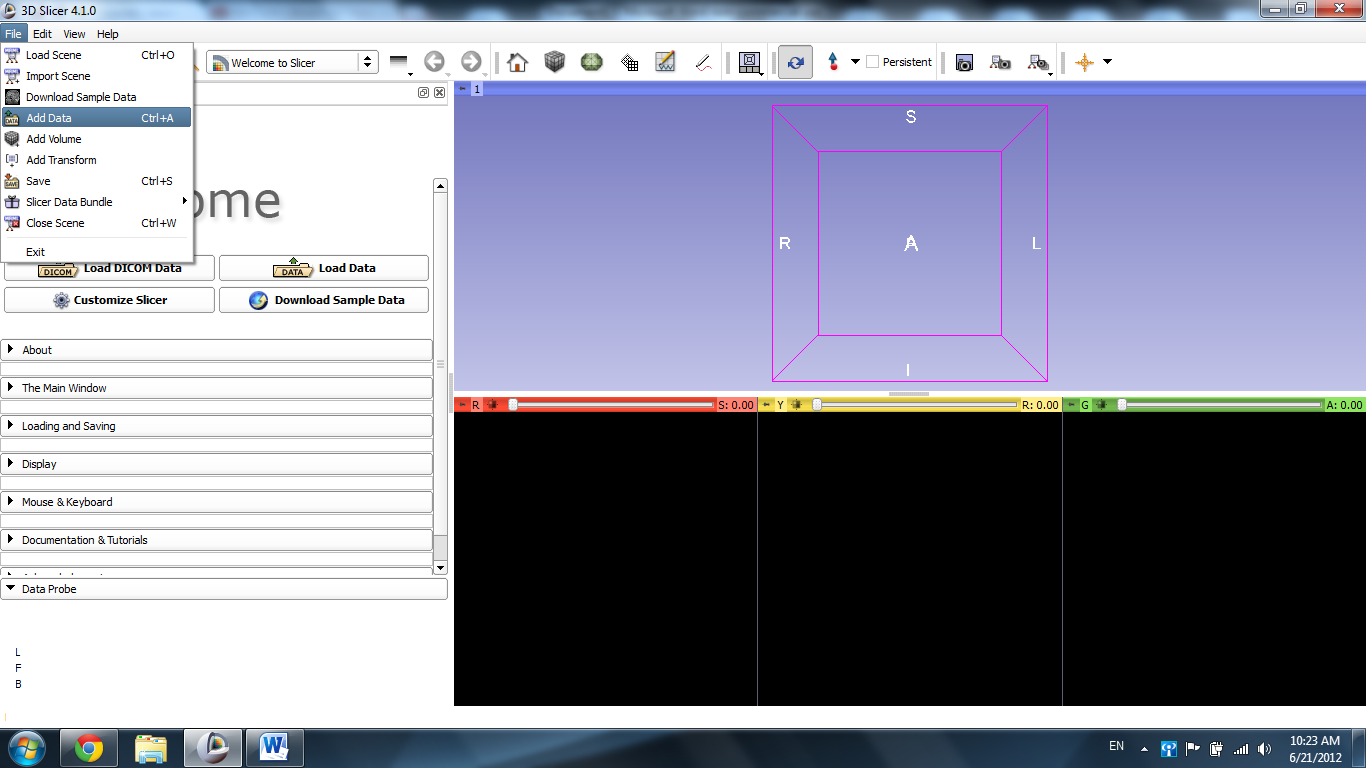 3D Slicer 4.1.0
File Edit View Help
Load Scene Ctrl+O
Import Scene
Download Sample Data
Add Data Ctrl+A
Add Volume
Add Transform
Save Ctrl+S
Slicer Data Bundle
Close Scene Ctrl+W
Exit
Welcome to Slicer
Persistent
ome
DICOM Load DICOM Data
DATA Load Data
Customize Slicer
Download Sample Data
About
The Main Window
Loading and Saving
Display
Mouse & Keyboard
Documentation & Tutorials
Data Probe
L
F
B
1
S
R A L
I
R S: 0.00
Y R: 0.00
G A: 0.00
EN
10:23 AM
6/21/2012